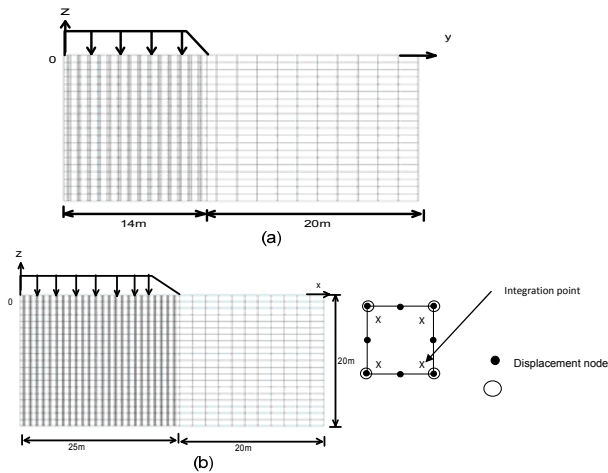 Z
y
0
14m
20m
(a)
Z
x
0
20m
25m
20m
(b)
Integration point
X X
X X
Displacement node